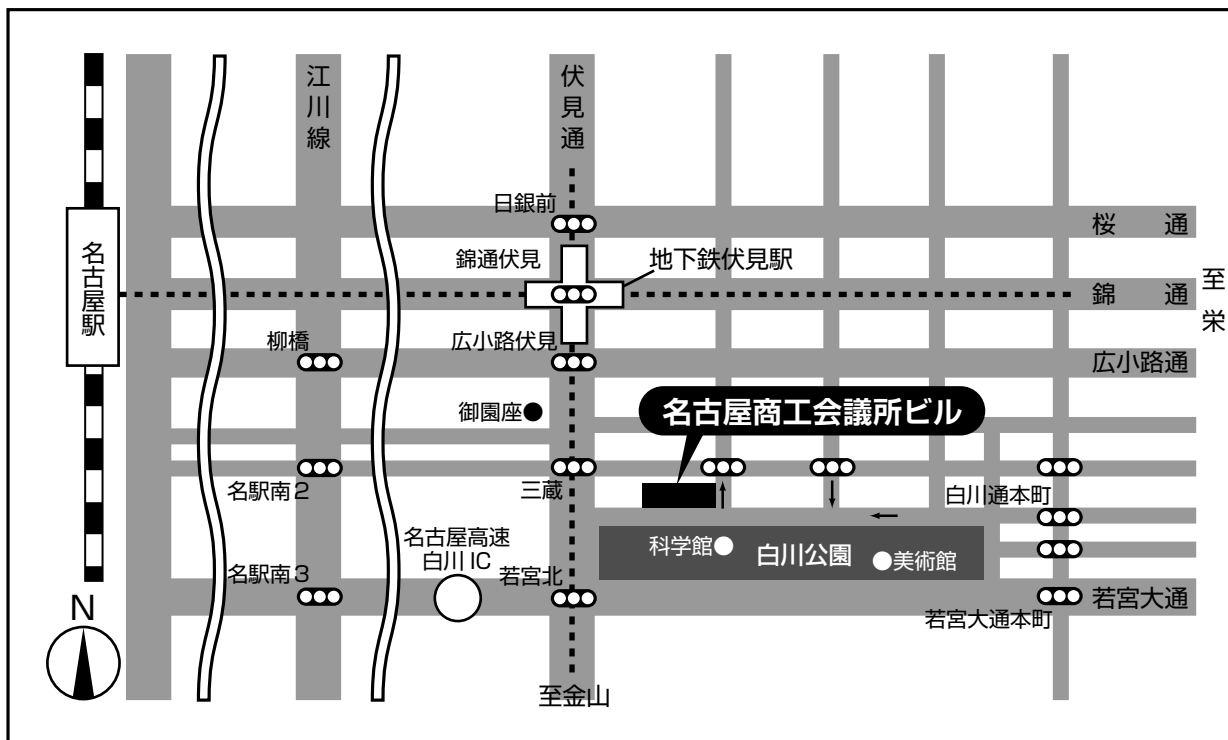 江川線
伏見通
日銀前
桜　通
名古屋駅
錦通伏見
地下鉄伏見駅
錦　通
至栄
柳橋
広小路伏見
広小路通
御園座
名古屋商工会議所ビル
名駅南2
三蔵
白川通本町
名古屋高速
白川IC
科学館
白川公園
美術館
名駅南3
若宮北
若宮大通
若宮大通本町
N
至金山